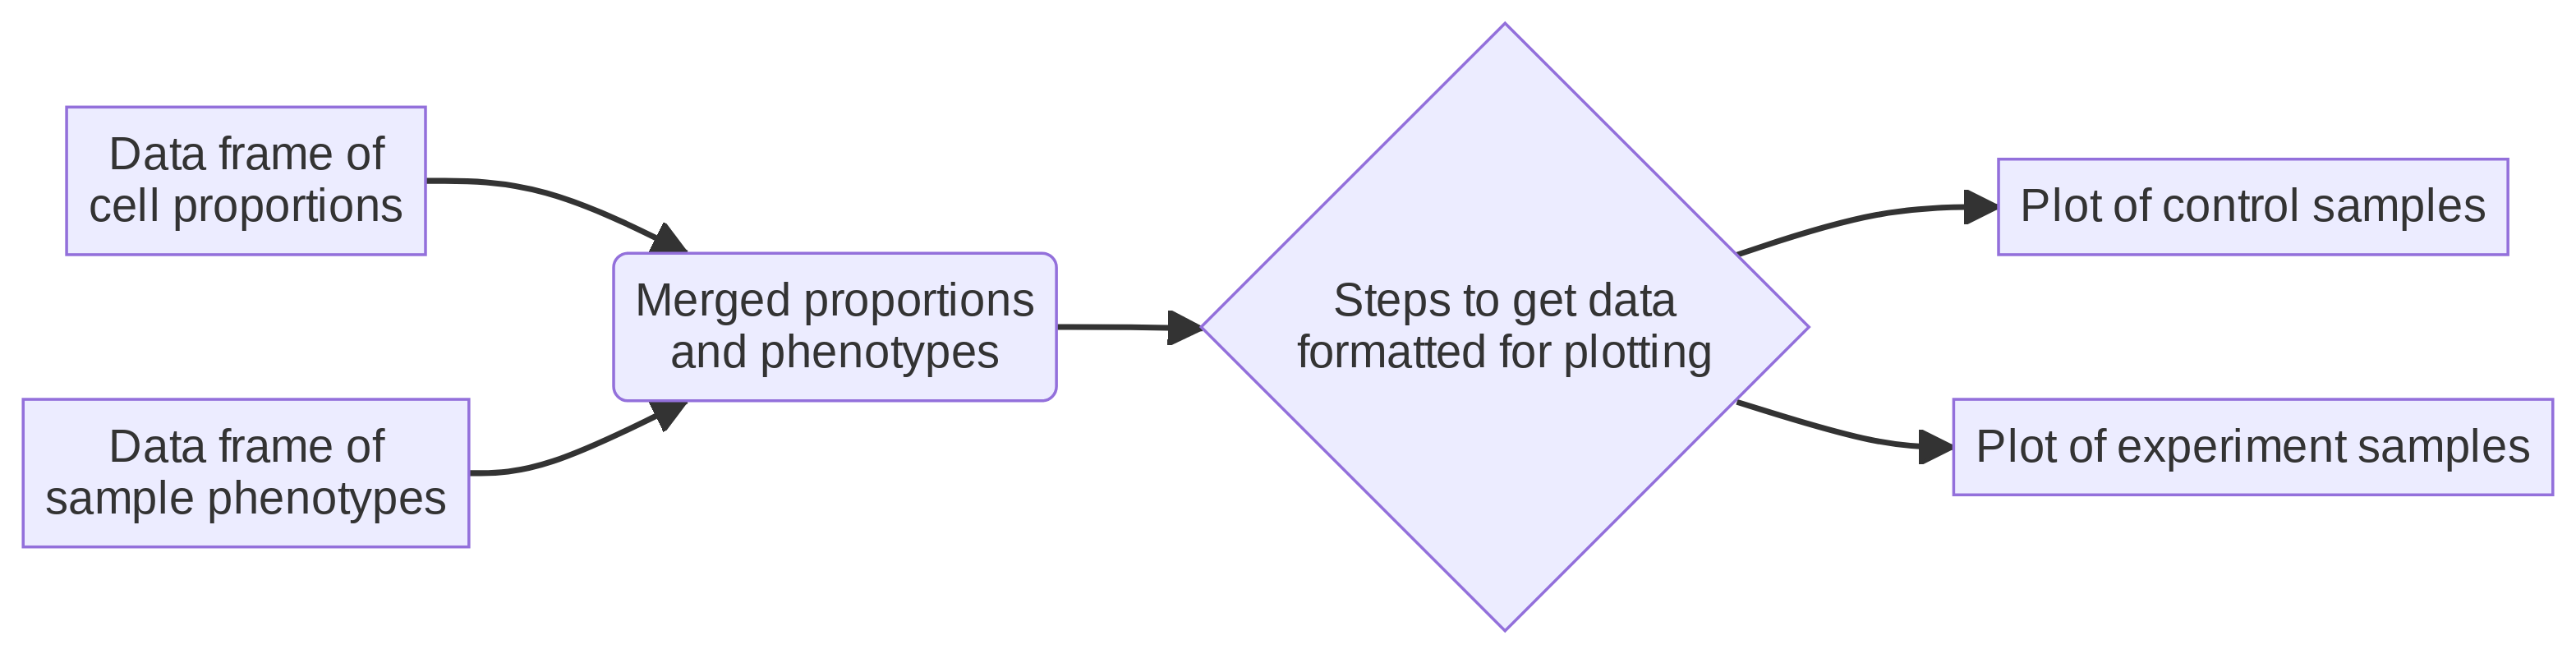 Data frame of
cell proportions
Data frame of
sample phenotypes
Merged proportions
and phenotypes
Steps to get data
formatted for plotting
Plot of control samples
Plot of experiment samples